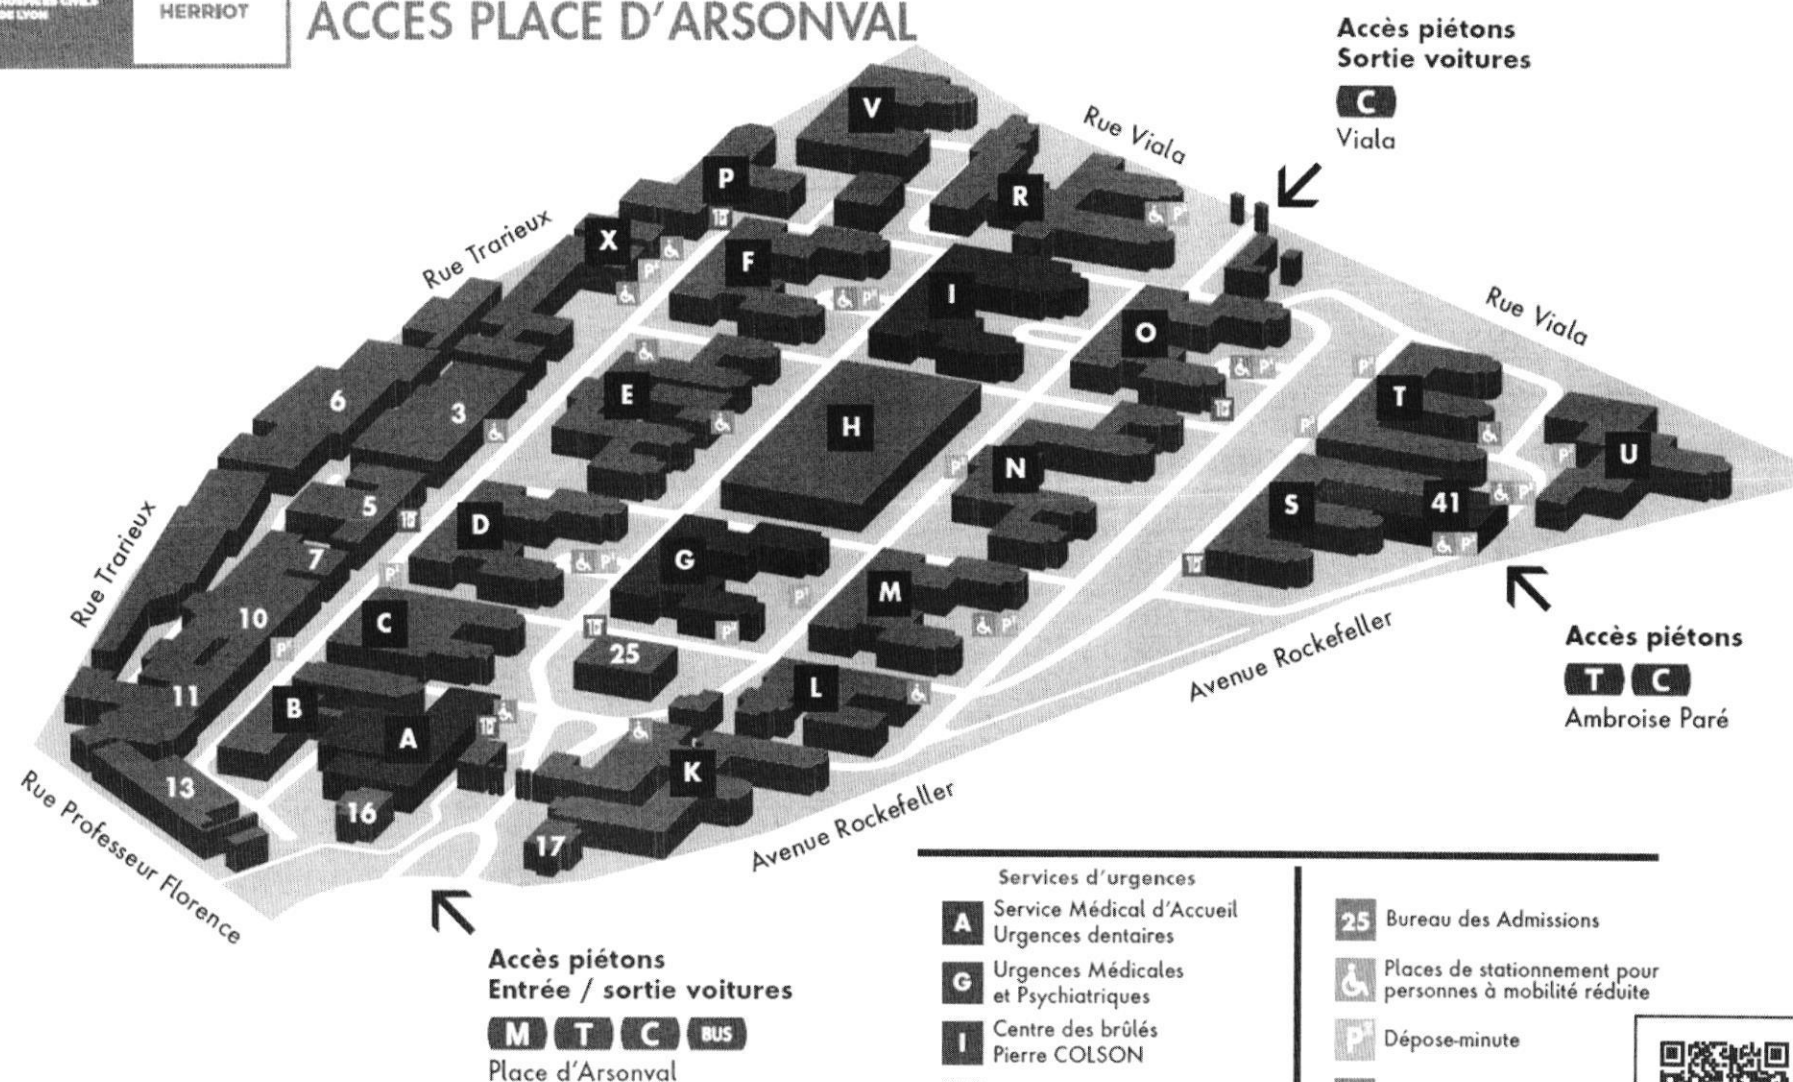 DE LYON
HERRIOT
ACCÈS PLACE D'ARSONVAL
Accès piétons
Sortie voitures
C
Viala
Rue Viala
Rue Viala
Rue Trarieux
Rue Trarieux
V
P
R
X
F
I
O
E
H
T
U
6
3
N
S
41
5
D
7
G
M
10
C
25
L
11
B
A
K
13
16
17
Rue Professeur Florence
Avenue Rockefeller
Avenue Rockefeller
Accès piétons
T C
Ambroise Paré
Accès piétons
Entrée / sortie voitures
M T C BUS
Place d'Arsonval
Services d'urgences
A Service Médical d'Accueil
Urgences dentaires
G Urgences Médicales
et Psychiatriques
I Centre des brûlés
Pierre COLSON
25 Bureau des Admissions
Places de stationnement pour
personnes à mobilité réduite
Dépose-minute